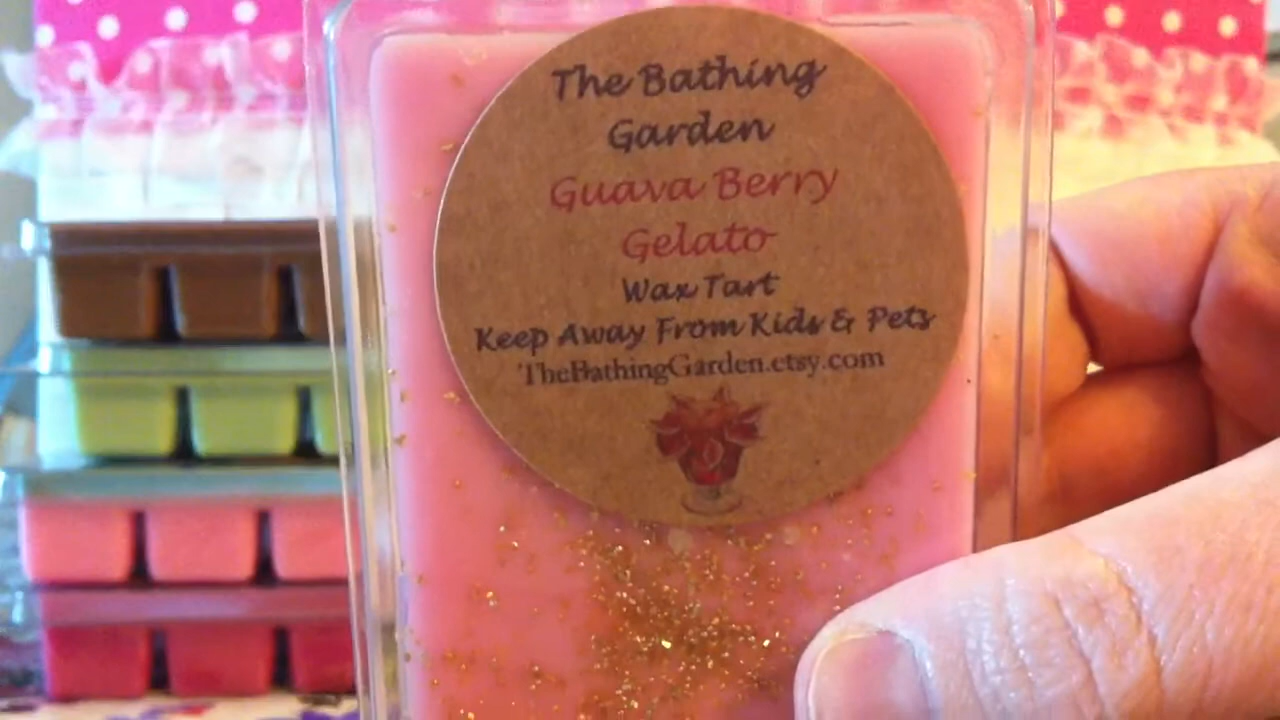 The Bathing
Garden
Guava Berry
Gelato
Wax Tart
Keep Away From Kids & Pets
TheBathingGarden.etsy.com